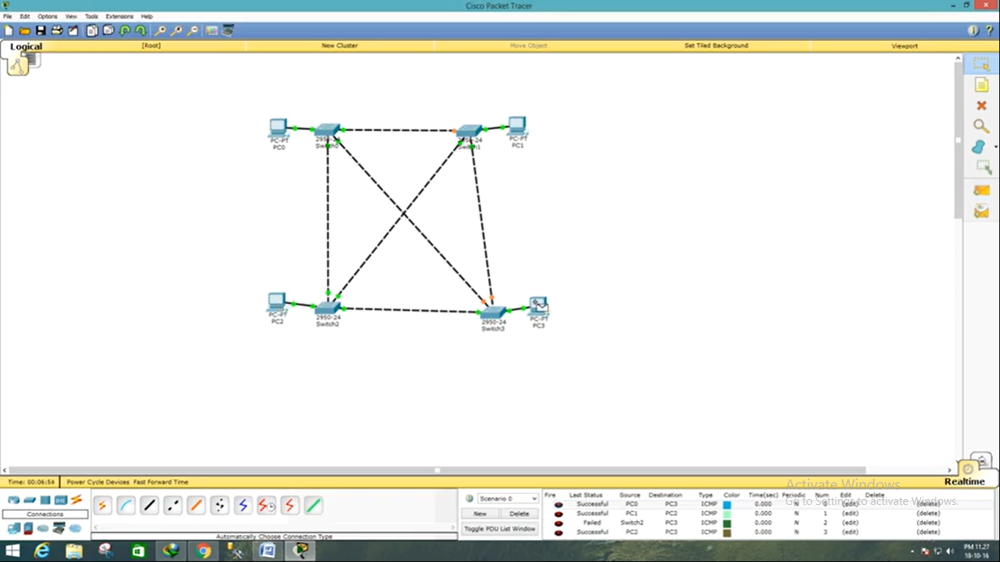 Cisco Packet Tracer
File Edit Options View Tools Extensions Help
Logical [Root] New Cluster Move Object Set Tiled Background Viewport
PC-PT
PC0
2950-24
Switch0
2950-24
Switch1
PC-PT
PC1
PC-PT
PC2
2950-24
Switch2
2950-24
Switch3
PC-PT
PC3
Time: 00:06:54 Power Cycle Devices Fast Forward Time
Realtime
Activate Windows
Go to Settings to activate Windows.
Connections
Automatically Choose Connection Type
Scenario 0
New Delete
Toggle PDU List Window
Fire Last Status Source Destination Type Color Time(sec) Periodic Num Edit Delete
Successful PC0 PC3 ICMP 0.000 N 0 (edit) (delete)
Successful PC1 PC2 ICMP 0.000 N 1 (edit) (delete)
Failed Switch2 PC3 ICMP 0.000 N 2 (edit) (delete)
Successful PC2 PC3 ICMP 0.000 N 3 (edit) (delete)
PM 11.27
18-10-16